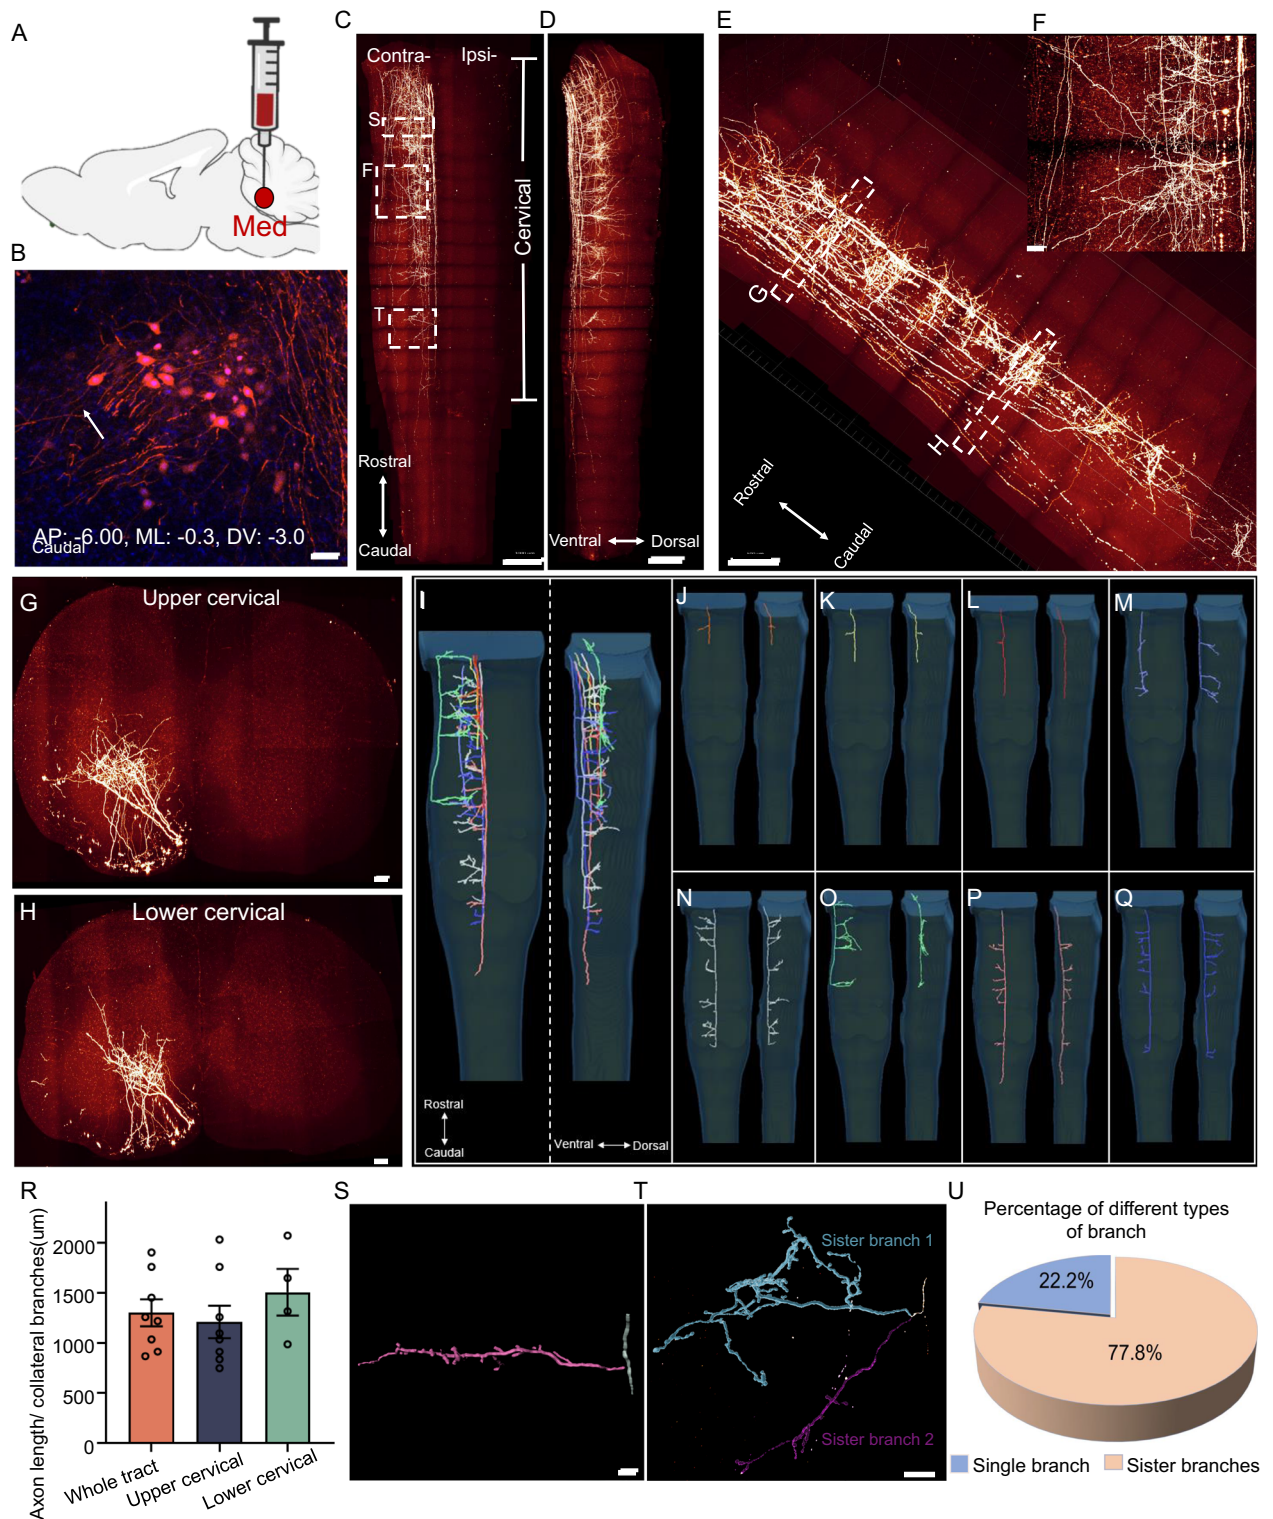 A
Med
B
AP: -6.00, ML: -0.3, DV: -3.0
Caudal
C
Contra-
Ipsi-
S
F
T
Cervical
Rostral
Caudal
D
Ventral
Dorsal
E
G
H
Rostral
Caudal
F
G
Upper cervical
H
Lower cervical
I
Rostral
Caudal
Ventral
Dorsal
J
K
L
M
N
O
P
Q
R
Axon length/ collateral branches(um)
2000
1500
1000
500
0
Whole tract
Upper cervical
Lower cervical
S
T
Sister branch 1
Sister branch 2
U
Percentage of different types
of branch
22.2%
77.8%
Single branch
Sister branches